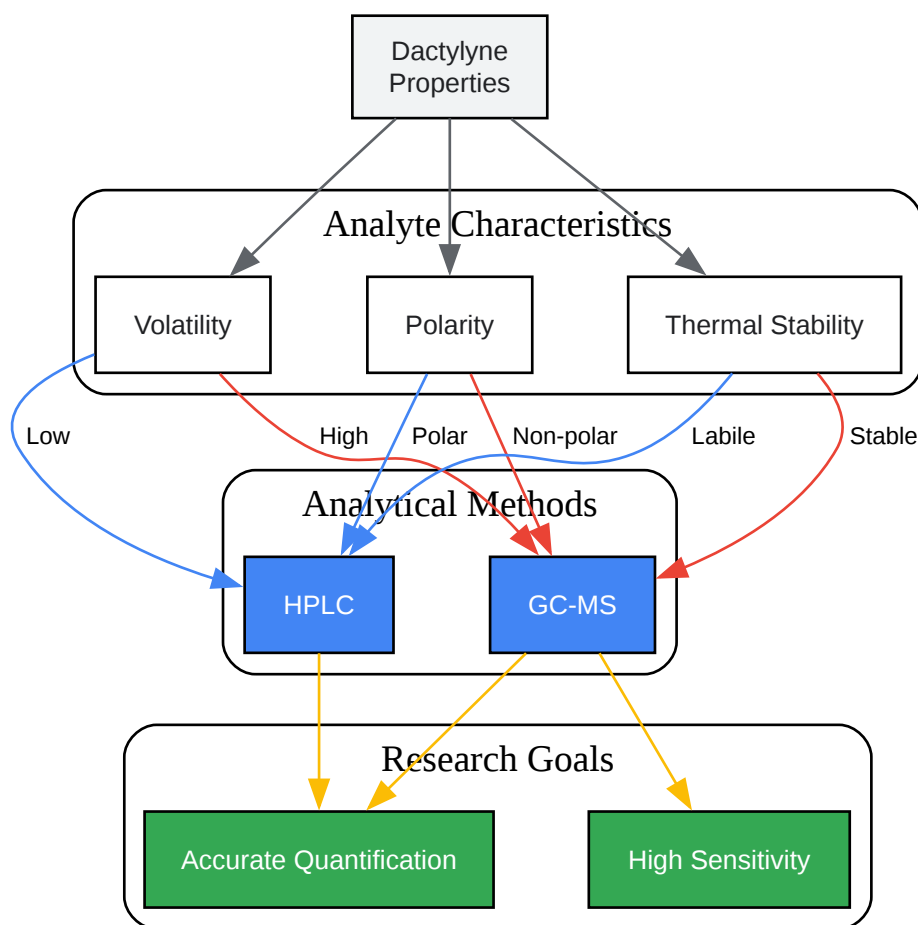 Dactylyne
Properties
Analyte Characteristics
Volatility
Polarity
Thermal Stability
Low
High
Polar
Non-polar
Labile
Stable
Analytical Methods
HPLC
GC-MS
Research Goals
Accurate Quantification
High Sensitivity